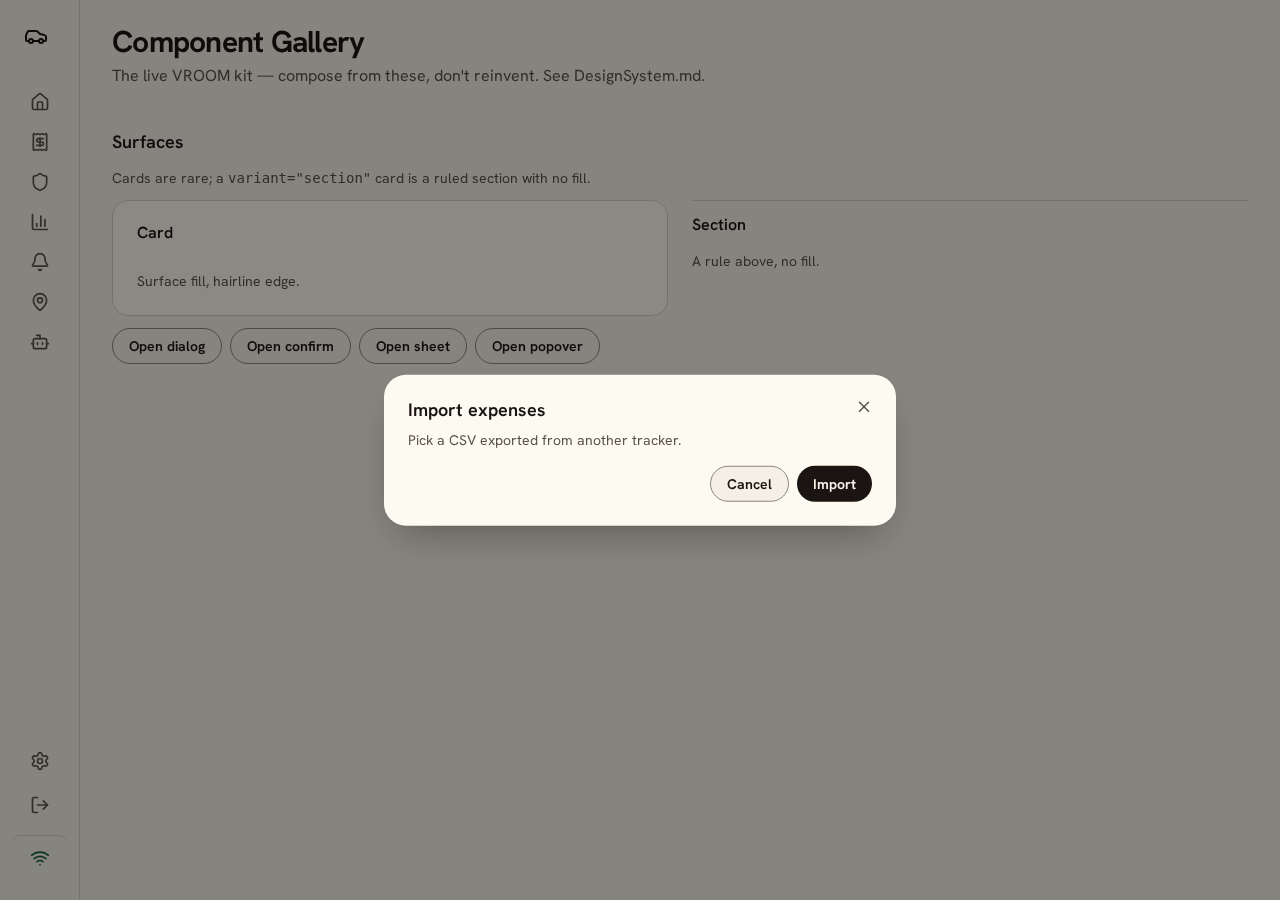 Component Gallery
The live VROOM kit — compose from these, don't reinvent. See DesignSystem.md.
Surfaces
Cards are rare; a variant="section" card is a ruled section with no fill.
Card
Surface fill, hairline edge.
Section
A rule above, no fill.
Open dialog
Open confirm
Open sheet
Open popover
Import expenses
Pick a CSV exported from another tracker.
Cancel
Import